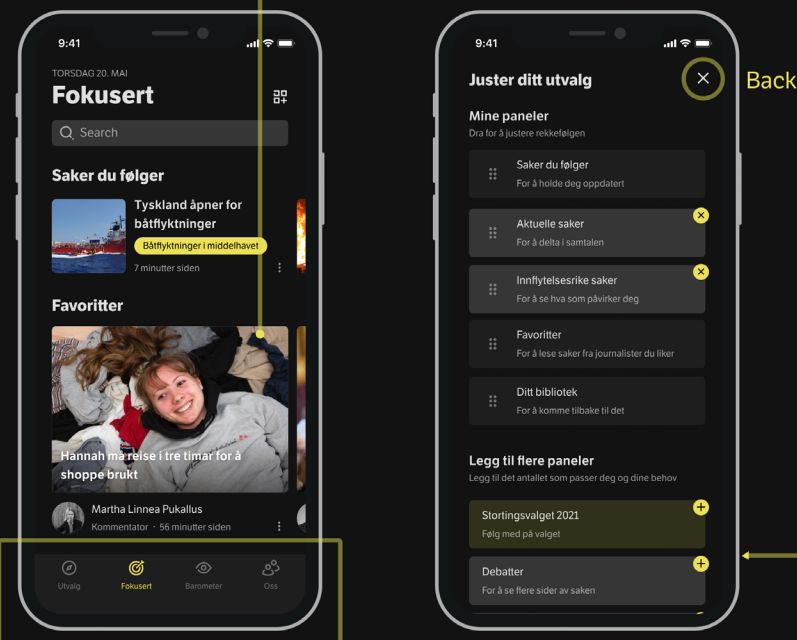 9:41
TORSDAG 20. MAI
Fokusert
Search
Saker du følger
Tyskland åpner for
båtflyktninger
Båtflyktninger i middelhavet
7 minutter siden
Favoritter
Hannah må reise i tre timar for å
shoppe brukt
Martha Linnea Pukallus
Kommentator · 56 minutter siden
Utvalg
Fokusert
Barometer
Oss
9:41
Juster ditt utvalg
Back
Mine paneler
Dra for å justere rekkefølgen
Saker du følger
For å holde deg oppdatert
Aktuelle saker
For å delta i samtalen
Innflytelsesrike saker
For å se hva som påvirker deg
Favoritter
For å lese saker fra journalister du liker
Ditt bibliotek
For å komme tilbake til det
Legg til flere paneler
Legg til det antallet som passer deg og dine behov
Stortingsvalget 2021
Følg med på valget
Debatter
For å se flere sider av saken